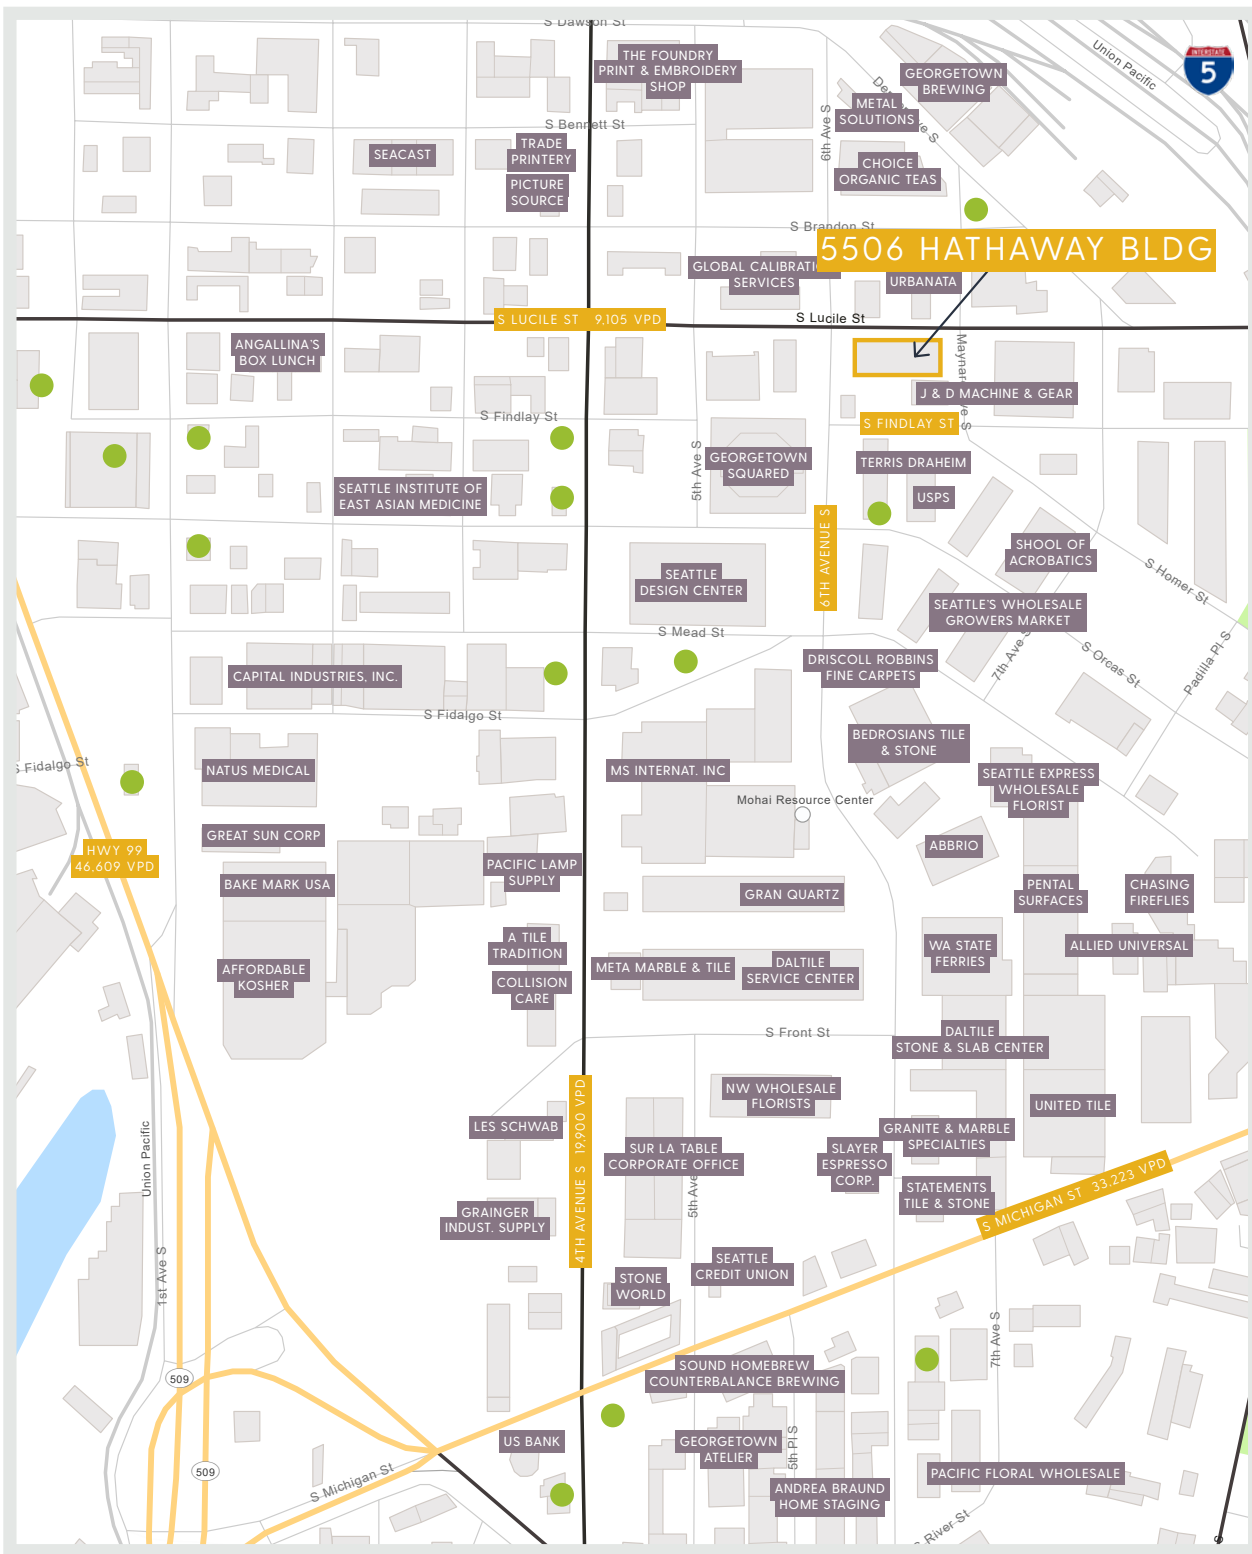 S Dawson St
THE FOUNDRY
PRINT & EMBROIDERY
SHOP
Union Pacific
INTERSTATE
5
GEORGETOWN
BREWING
METAL
SOLUTIONS
6th Ave S
S Bennett St
SEACAST
TRADE
PRINTERY
PICTURE
SOURCE
CHOICE
ORGANIC TEAS
S Brandon St
5506 HATHAWAY BLDG
GLOBAL CALIBRATI
SERVICES
URBANATA
S LUCILE ST 9,105 VPD
S Lucile St
ANGALLINA'S
BOX LUNCH
J & D MACHINE & GEAR
S Findlay St
S FINDLAY ST
5th Ave S
GEORGETOWN
SQUARED
TERRIS DRAHEIM
USPS
SEATTLE INSTITUTE OF
EAST ASIAN MEDICINE
6TH AVENUE S
SHOOL OF
ACROBATICS
S Homer St
SEATTLE
DESIGN CENTER
SEATTLE'S WHOLESALE
GROWERS MARKET
S Mead St
7th Ave S
S Orcas St
Padilla Pl S
CAPITAL INDUSTRIES, INC.
DRISCOLL ROBBINS
FINE CARPETS
S Fidalgo St
S Fidalgo St
BEDROSIANS TILE
& STONE
NATUS MEDICAL
MS INTERNAT. INC
SEATTLE EXPRESS
WHOLESALE
FLORIST
Mohai Resource Center
GREAT SUN CORP
HWY 99
46,609 VPD
ABBRIO
PACIFIC LAMP
SUPPLY
BAKE MARK USA
GRAN QUARTZ
PENTAL
SURFACES
CHASING
FIREFLIES
A TILE
TRADITION
WA STATE
FERRIES
ALLIED UNIVERSAL
AFFORDABLE
KOSHER
COLLISION
CARE
META MARBLE & TILE
DALTILE
SERVICE CENTER
S Front St
DALTILE
STONE & SLAB CENTER
NW WHOLESALE
FLORISTS
UNITED TILE
LES SCHWAB
4TH AVENUE S 19,900 VPD
GRANITE & MARBLE
SPECIALTIES
SUR LA TABLE
CORPORATE OFFICE
SLAYER
ESPRESSO
CORP.
Union Pacific
5th Ave
STATEMENTS
TILE & STONE
S MICHIGAN ST 33,223 VPD
GRAINGER
INDUST. SUPPLY
1st Ave S
SEATTLE
CREDIT UNION
STONE
WORLD
7th Ave S
SOUND HOMEBREW
COUNTERBALANCE BREWING
509
US BANK
GEORGETOWN
ATELIER
5th Pl S
509
S Michigan St
PACIFIC FLORAL WHOLESALE
ANDREA BRAUND
HOME STAGING
S River St